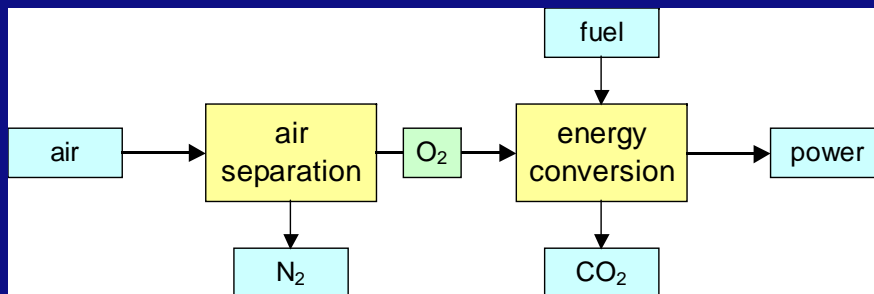 fuel
air
air
separation
O₂
energy
conversion
power
N₂
CO₂